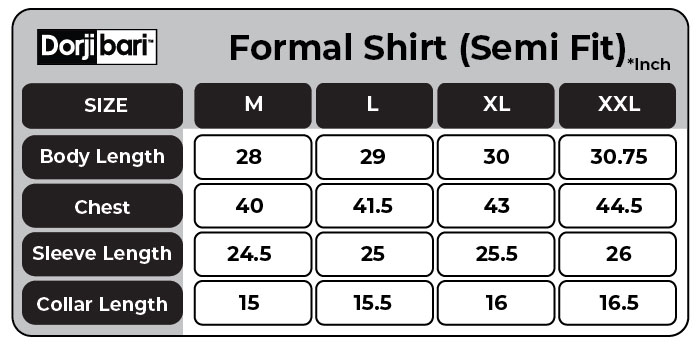 Dorjibari™
Formal Shirt (Semi Fit)*Inch
SIZE M L XL XXL
Body Length 28 29 30 30.75
Chest 40 41.5 43 44.5
Sleeve Length 24.5 25 25.5 26
Collar Length 15 15.5 16 16.5